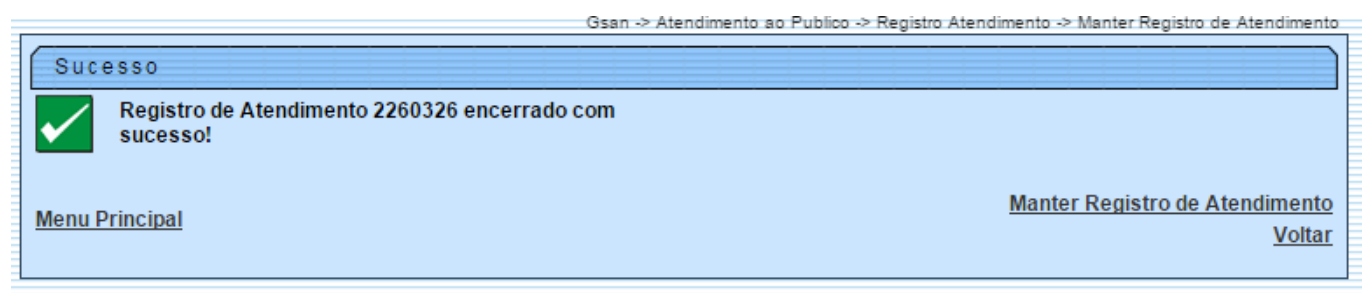 Gsan -> Atendimento ao Publico -> Registro Atendimento -> Manter Registro de Atendimento
Sucesso
Registro de Atendimento 2260326 encerrado com
sucesso!
Manter Registro de Atendimento
Menu Principal
Voltar